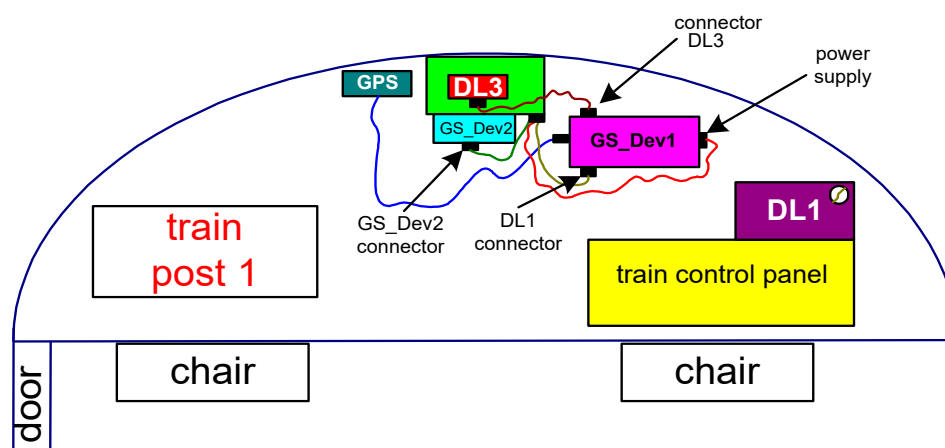 connector
DL3
power
supply
GPS
DL3
GS_Dev2
GS_Dev1
GS_Dev2
connector
DL1
connector
train
post 1
DL1
train control panel
chair
chair
door